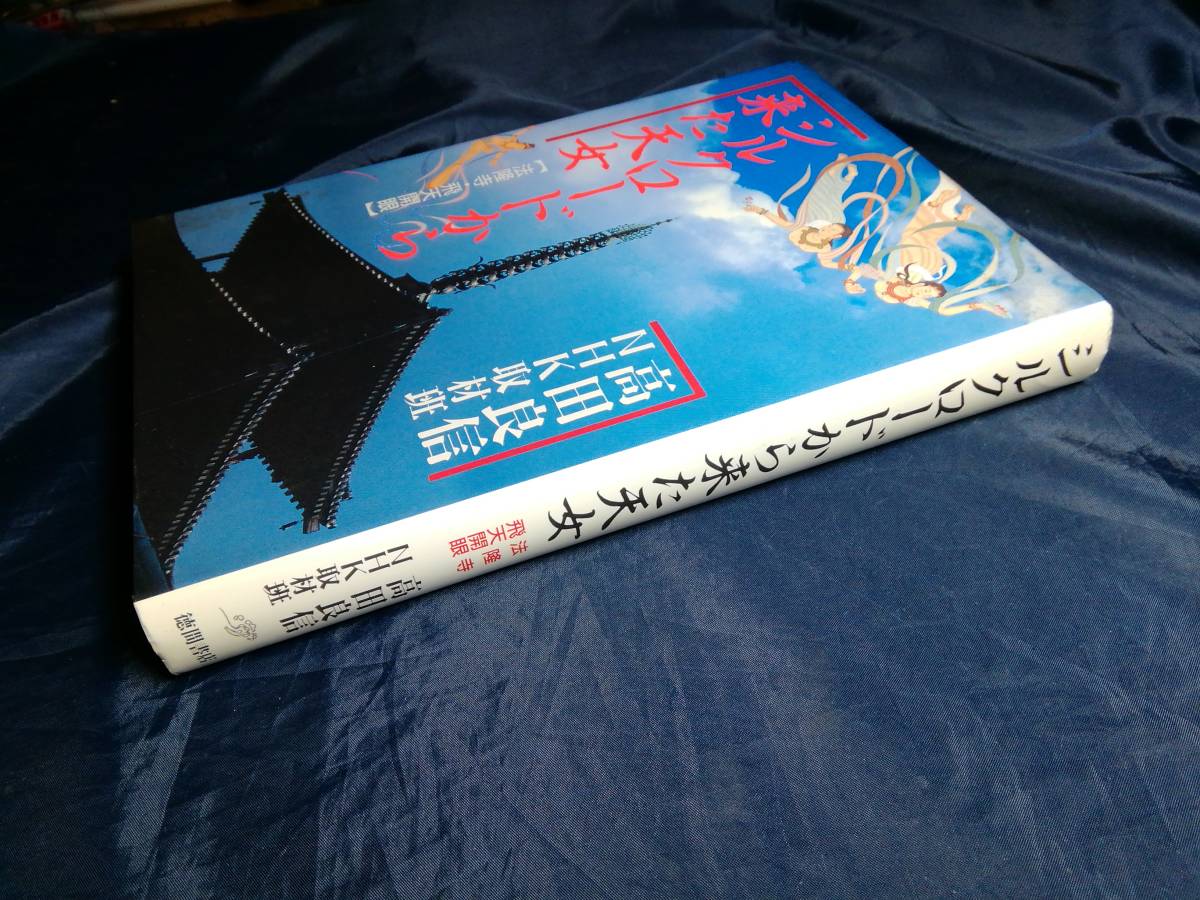 シルクロードから
来た天女
【法隆寺・飛天開眼】
高田良信
NHK取材班
シルクロードから来た天女
法隆寺
飛天開眼
高田良信
NHK取材班
徳間書店